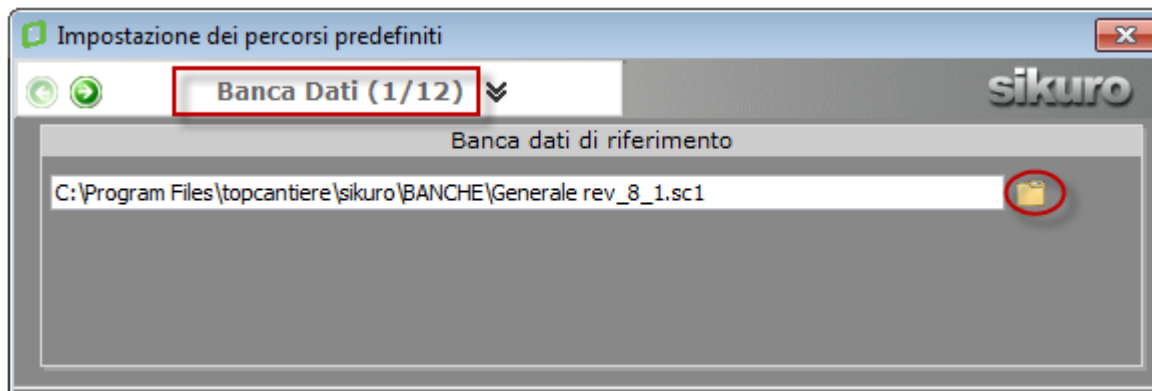 Impostazione dei percorsi predefiniti
Banca Dati (1/12)
sikuro
Banca dati di riferimento
C:\Program Files\topcantiere\sikuro\BANCHE\Generale rev_8_1.sc1